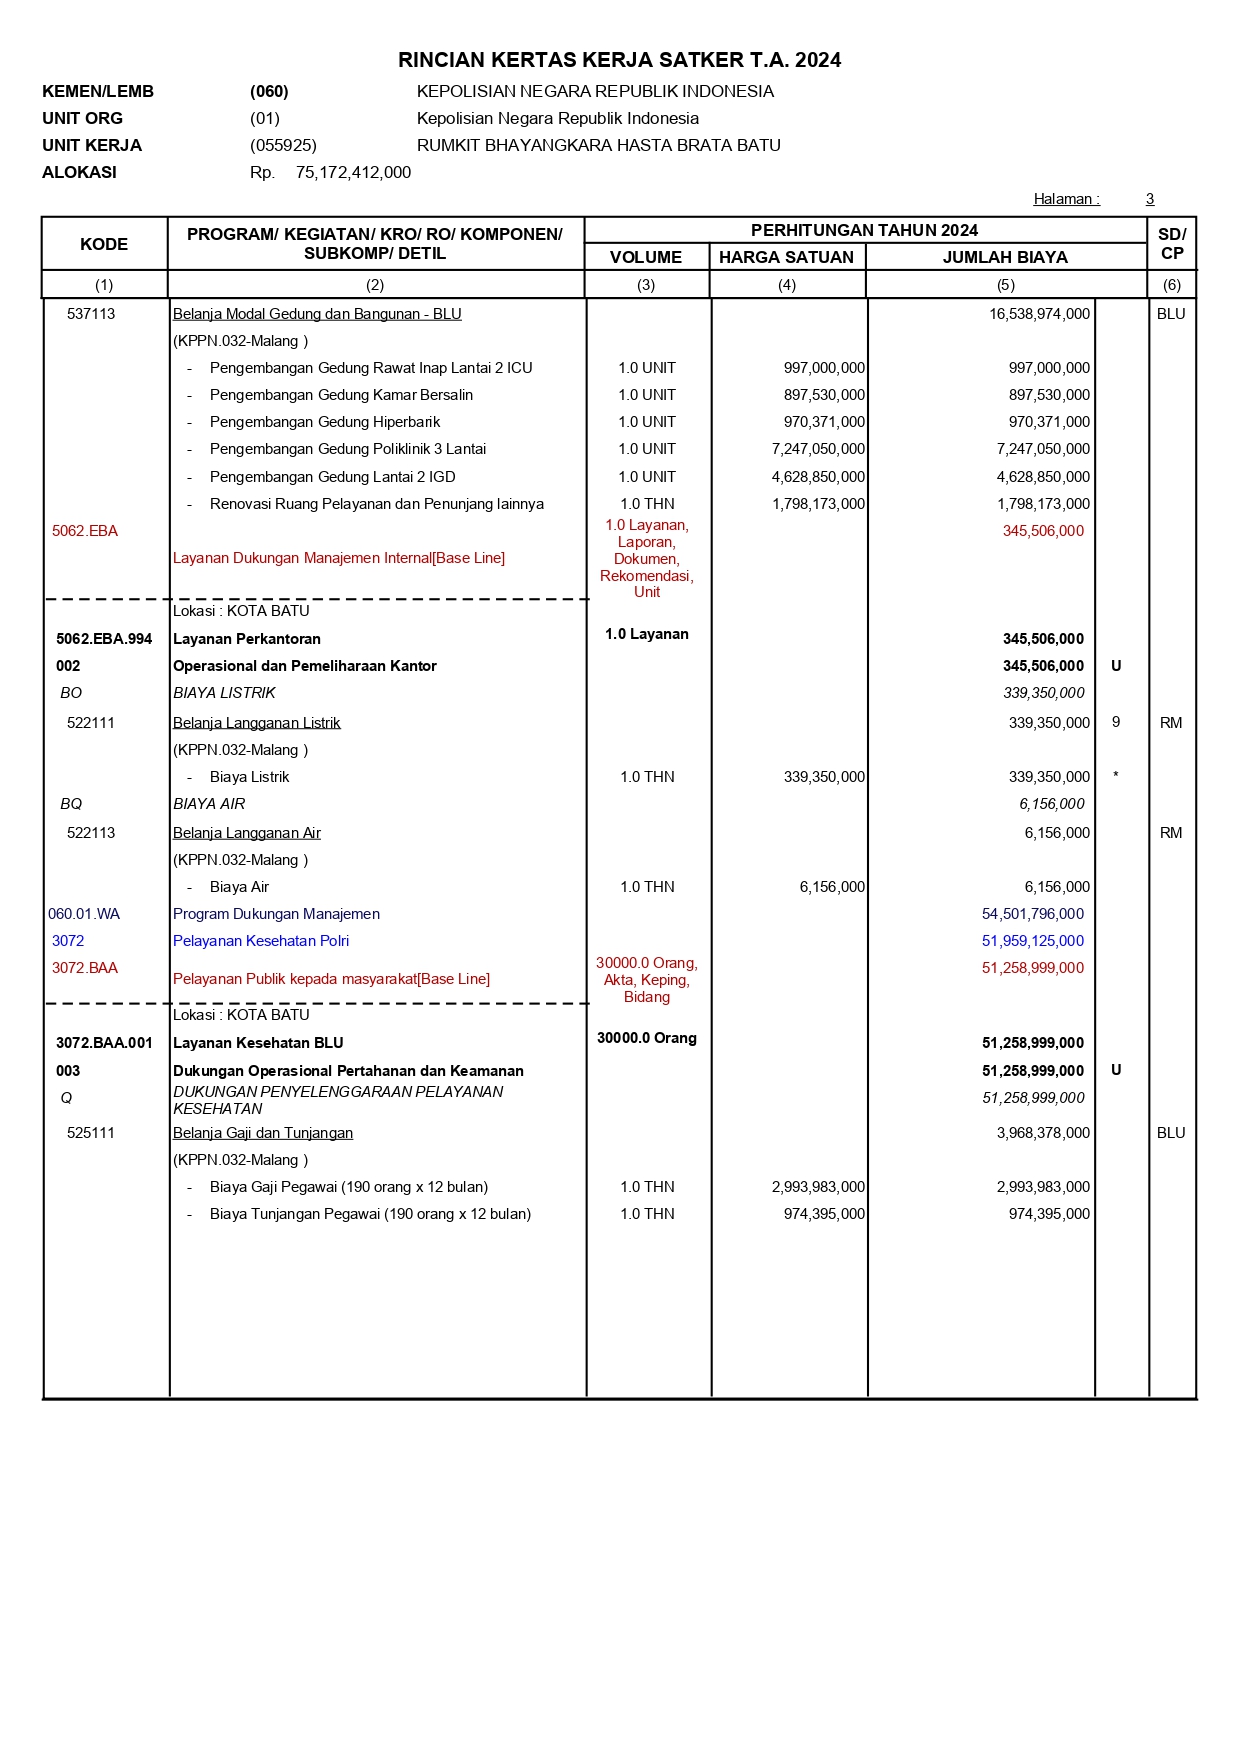 RINCIAN KERTAS KERJA SATKER T.A. 2024
KEMEN/LEMB (060) KEPOLISIAN NEGARA REPUBLIK INDONESIA
UNIT ORG (01) Kepolisian Negara Republik Indonesia
UNIT KERJA (055925) RUMKIT BHAYANGKARA HASTA BRATA BATU
ALOKASI Rp. 75,172,412,000
Halaman : 3
KODE PROGRAM/ KEGIATAN/ KRO/ RO/ KOMPONEN/ SUBKOMP/ DETIL PERHITUNGAN TAHUN 2024 SD/ CP
VOLUME HARGA SATUAN JUMLAH BIAYA
(1) (2) (3) (4) (5) (6)
537113 Belanja Modal Gedung dan Bangunan - BLU 16,538,974,000 BLU
(KPPN.032-Malang )
- Pengembangan Gedung Rawat Inap Lantai 2 ICU 1.0 UNIT 997,000,000 997,000,000
- Pengembangan Gedung Kamar Bersalin 1.0 UNIT 897,530,000 897,530,000
- Pengembangan Gedung Hiperbarik 1.0 UNIT 970,371,000 970,371,000
- Pengembangan Gedung Poliklinik 3 Lantai 1.0 UNIT 7,247,050,000 7,247,050,000
- Pengembangan Gedung Lantai 2 IGD 1.0 UNIT 4,628,850,000 4,628,850,000
- Renovasi Ruang Pelayanan dan Penunjang lainnya 1.0 THN 1,798,173,000 1,798,173,000
5062.EBA 1.0 Layanan, 345,506,000
Laporan,
Layanan Dukungan Manajemen Internal[Base Line] Dokumen,
Rekomendasi,
Unit
Lokasi : KOTA BATU
5062.EBA.994 Layanan Perkantoran 1.0 Layanan 345,506,000
002 Operasional dan Pemeliharaan Kantor 345,506,000 U
BO BIAYA LISTRIK 339,350,000
522111 Belanja Langganan Listrik 339,350,000 9 RM
(KPPN.032-Malang )
- Biaya Listrik 1.0 THN 339,350,000 339,350,000 *
BQ BIAYA AIR 6,156,000
522113 Belanja Langganan Air 6,156,000 RM
(KPPN.032-Malang )
- Biaya Air 1.0 THN 6,156,000 6,156,000
060.01.WA Program Dukungan Manajemen 54,501,796,000
3072 Pelayanan Kesehatan Polri 51,959,125,000
3072.BAA 30000.0 Orang, 51,258,999,000
Pelayanan Publik kepada masyarakat[Base Line] Akta, Keping,
Bidang
Lokasi : KOTA BATU
3072.BAA.001 Layanan Kesehatan BLU 30000.0 Orang 51,258,999,000
003 Dukungan Operasional Pertahanan dan Keamanan 51,258,999,000 U
Q DUKUNGAN PENYELENGGARAAN PELAYANAN 51,258,999,000
KESEHATAN
525111 Belanja Gaji dan Tunjangan 3,968,378,000 BLU
(KPPN.032-Malang )
- Biaya Gaji Pegawai (190 orang x 12 bulan) 1.0 THN 2,993,983,000 2,993,983,000
- Biaya Tunjangan Pegawai (190 orang x 12 bulan) 1.0 THN 974,395,000 974,395,000